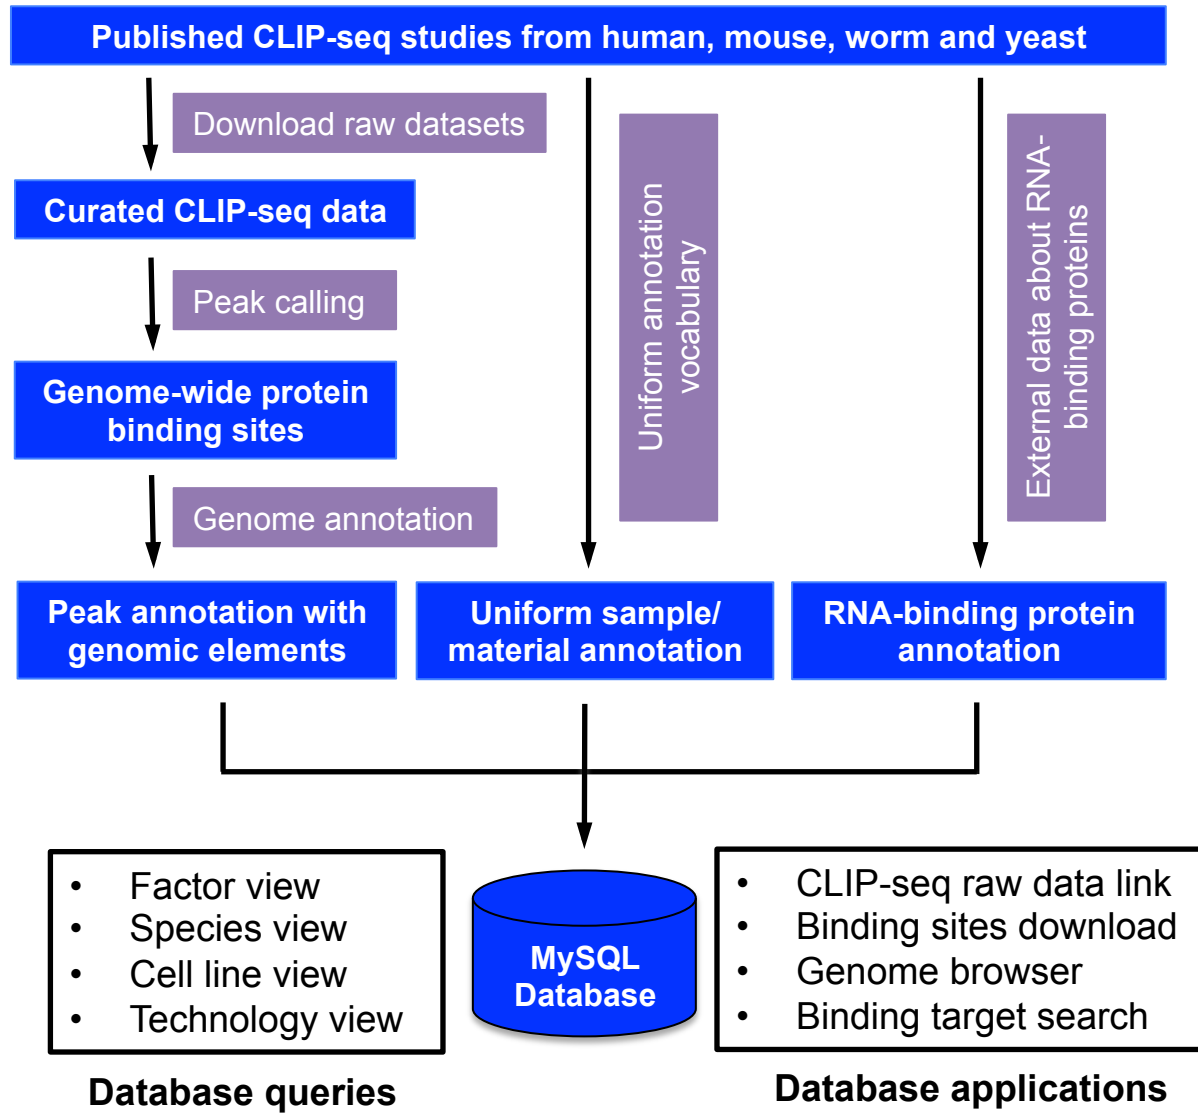 Published CLIP-seq studies from human, mouse, worm and yeast
Download raw datasets
Curated CLIP-seq data
Peak calling
Genome-wide protein
binding sites
Genome annotation
Uniform annotation
vocabulary
External data about RNA-
binding proteins
Peak annotation with
genomic elements
Uniform sample/
material annotation
RNA-binding protein
annotation
• Factor view
• Species view
• Cell line view
• Technology view
Database queries
MySQL
Database
• CLIP-seq raw data link
• Binding sites download
• Genome browser
• Binding target search
Database applications